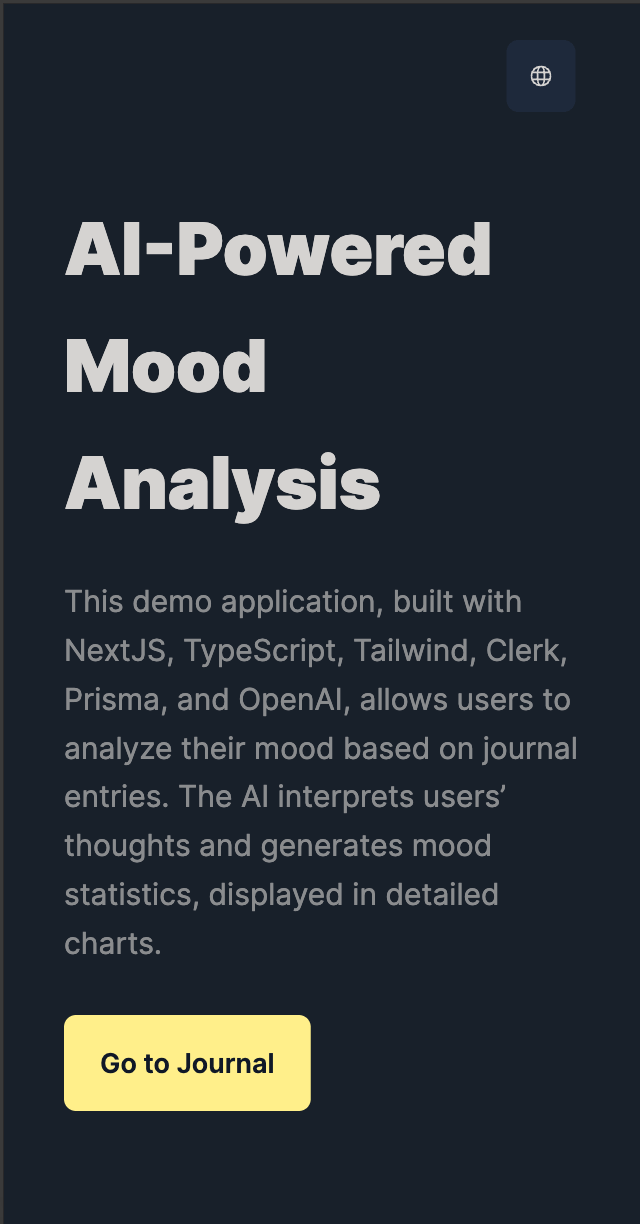 AI-Powered
Mood
Analysis
This demo application, built with
NextJS, TypeScript, Tailwind, Clerk,
Prisma, and OpenAI, allows users to
analyze their mood based on journal
entries. The AI interprets users’
thoughts and generates mood
statistics, displayed in detailed
charts.
Go to Journal